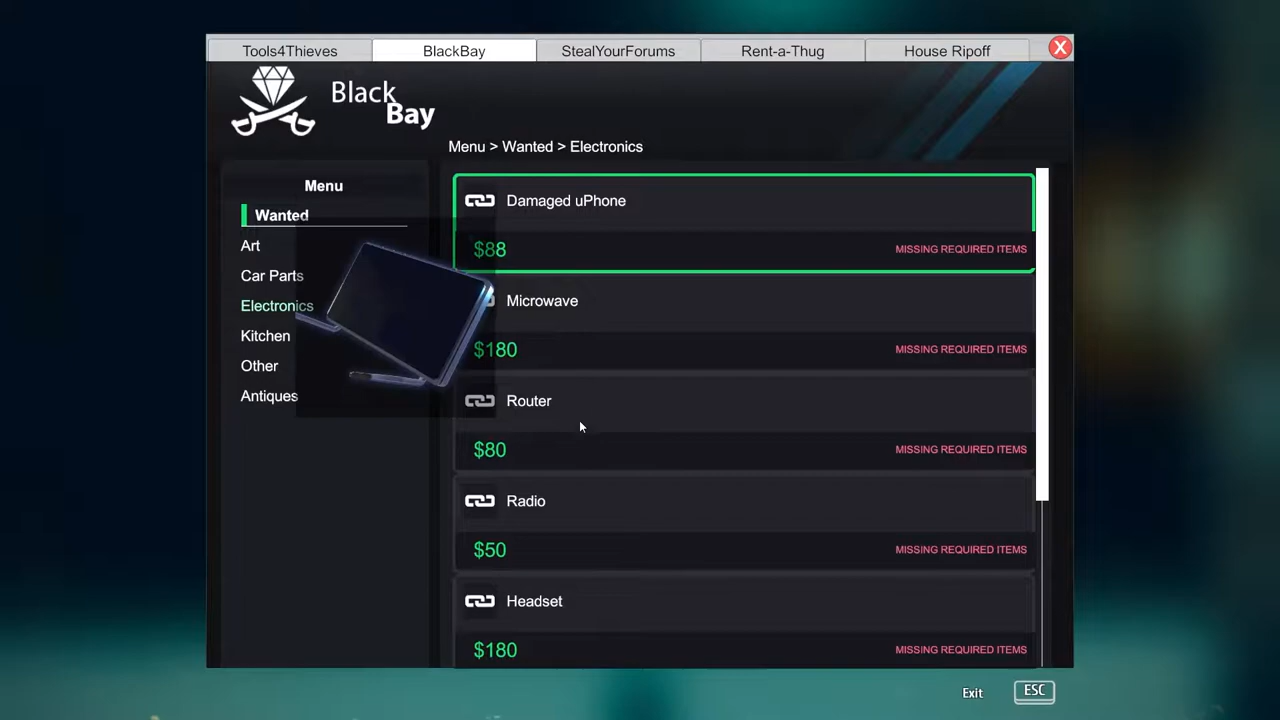 Tools4Thieves
BlackBay
StealYourForums
Rent-a-Thug
House Ripoff
X
Black
Bay
Menu > Wanted > Electronics
Menu
Wanted
Art
Car Parts
Electronics
Kitchen
Other
Antiques
Damaged uPhone
$88 MISSING REQUIRED ITEMS
Microwave
$180 MISSING REQUIRED ITEMS
Router
$80 MISSING REQUIRED ITEMS
Radio
$50 MISSING REQUIRED ITEMS
Headset
$180 MISSING REQUIRED ITEMS
Exit ESC